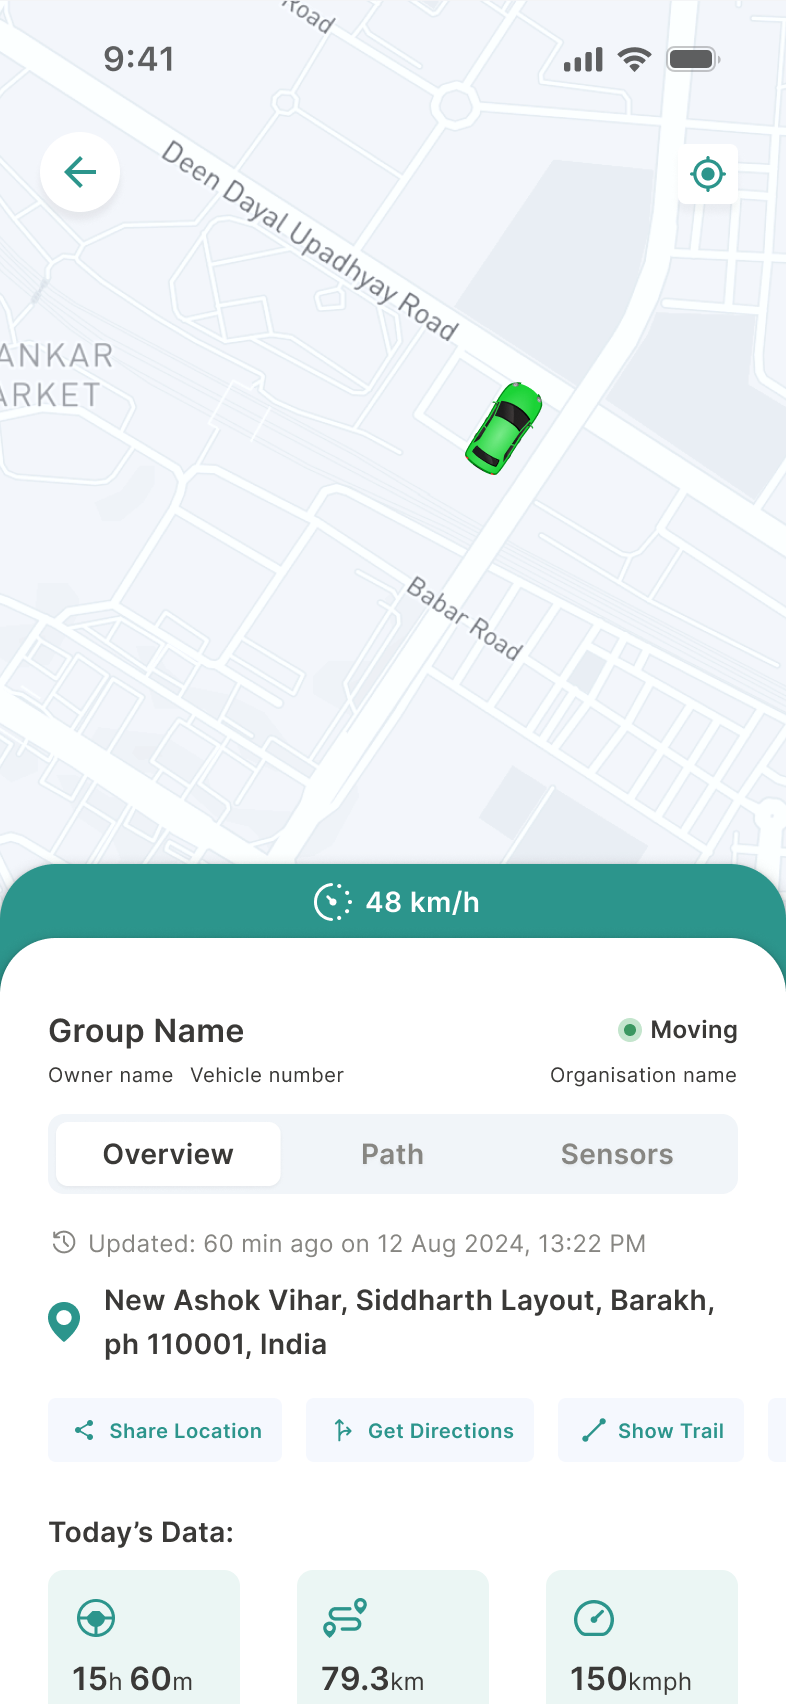 Road
9:41
Deen Dayal Upadhyay Road
ANKAR
ARKET
Babar Road
48 km/h
Group Name
Moving
Owner name Vehicle number
Organisation name
Overview Path Sensors
Updated: 60 min ago on 12 Aug 2024, 13:22 PM
New Ashok Vihar, Siddharth Layout, Barakh,
ph 110001, India
Share Location Get Directions Show Trail
Today’s Data:
15h 60m 79.3km 150kmph